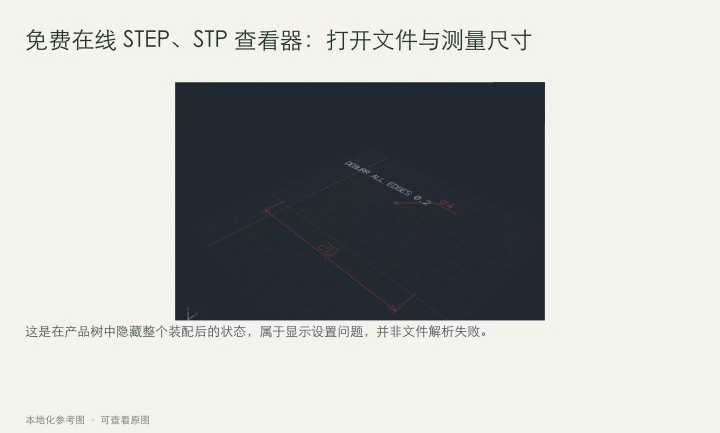 免费在线 STEP、STP 查看器：打开文件与测量尺寸
DEBURR ALL EDGES 0,2
Ø4
20
这是在产品树中隐藏整个装配后的状态，属于显示设置问题，并非文件解析失败。
本地化参考图 · 可查看原图